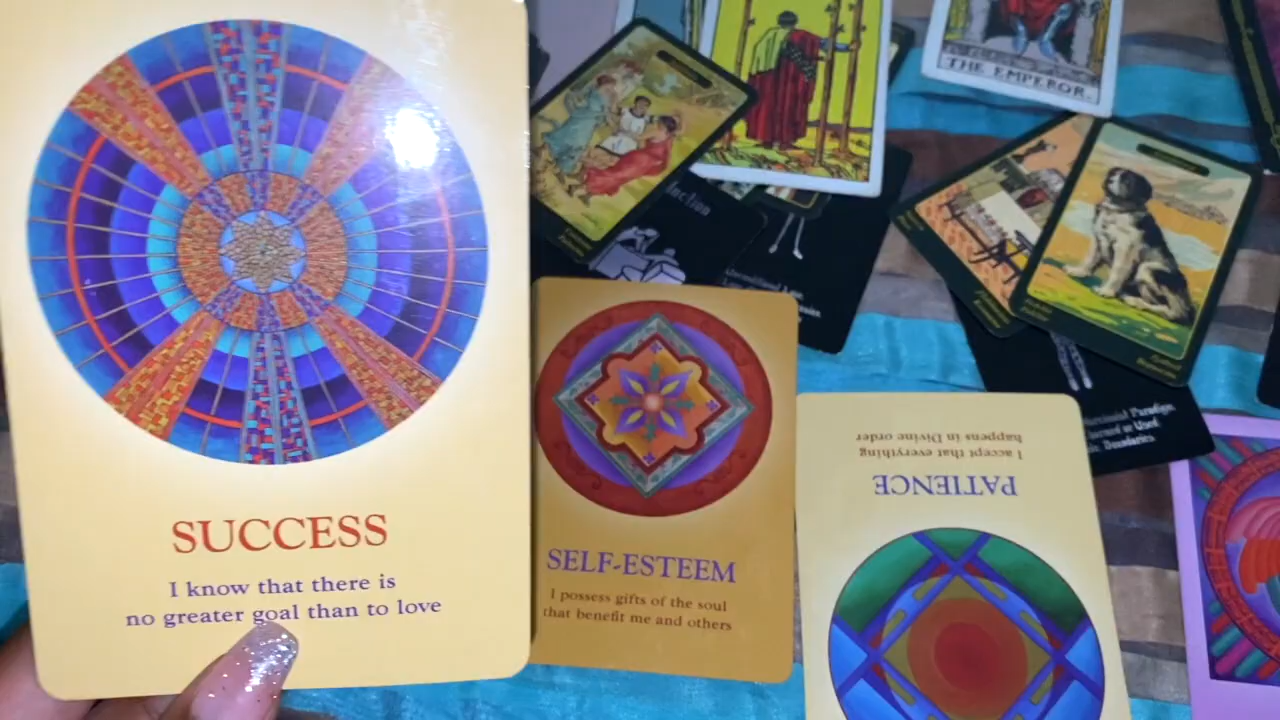 SUCCESS
I know that there is
no greater goal than to love
SELF-ESTEEM
I possess gifts of the soul
that benefit me and others
PATIENCE
I accept that everything
happens in Divine order
THE EMPEROR.
Boundaries